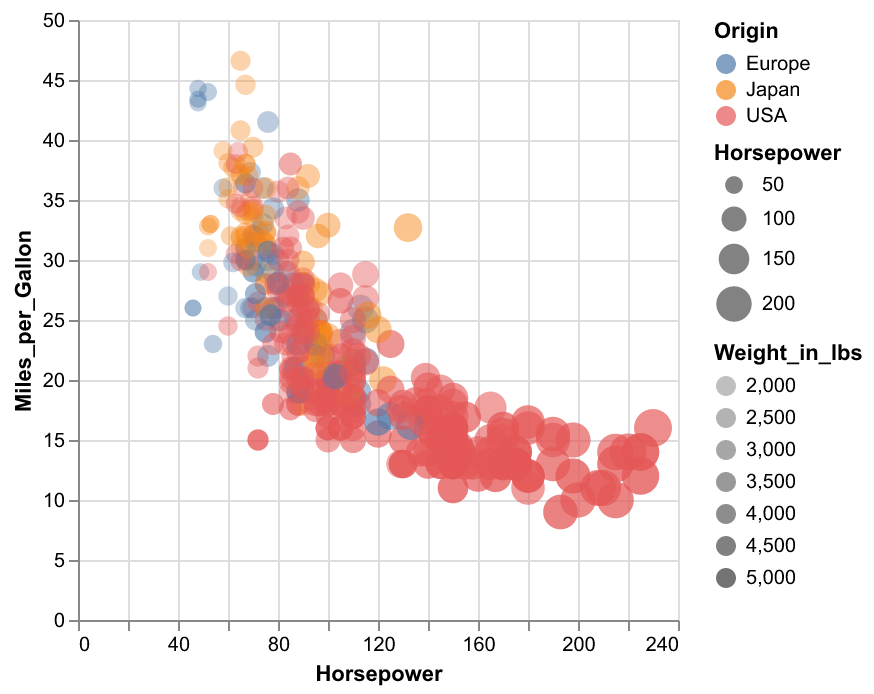 50
45
40
35
30
25
20
15
10
5
0
Miles_per_Gallon
0 40 80 120 160 200 240
Horsepower
Origin
Europe
Japan
USA
Horsepower
50
100
150
200
Weight_in_lbs
2,000
2,500
3,000
3,500
4,000
4,500
5,000